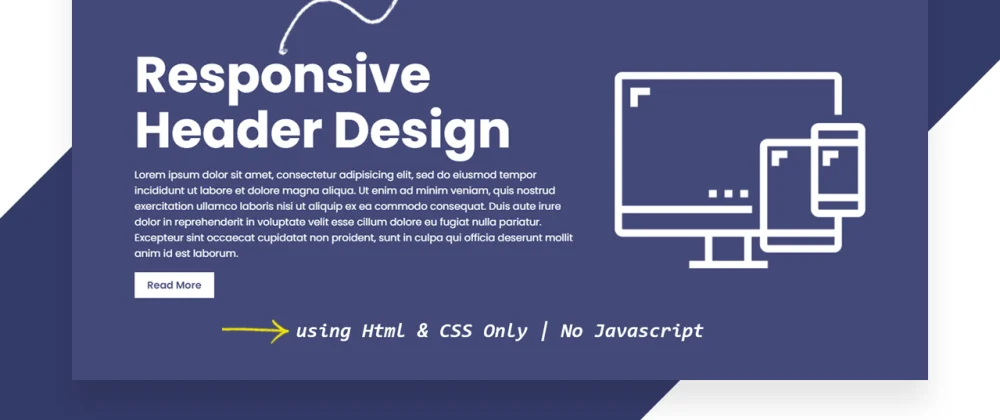 Responsive
Header Design
Lorem ipsum dolor sit amet, consectetur adipisicing elit, sed do eiusmod tempor
incididunt ut labore et dolore magna aliqua. Ut enim ad minim veniam, quis nostrud
exercitation ullamco laboris nisi ut aliquip ex ea commodo consequat. Duis aute irure
dolor in reprehenderit in voluptate velit esse cillum dolore eu fugiat nulla pariatur.
Excepteur sint occaecat cupidatat non proident, sunt in culpa qui officia deserunt mollit
anim id est laborum.
Read More
using Html & CSS Only | No Javascript